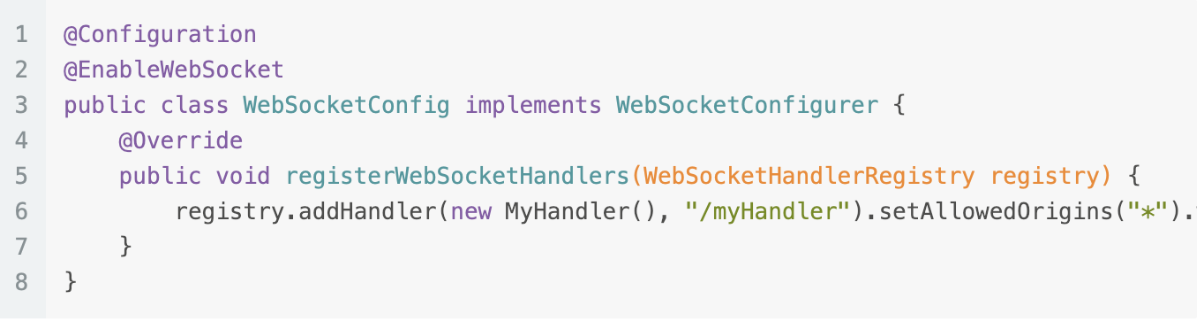 1 @Configuration
2 @EnableWebSocket
3 public class WebSocketConfig implements WebSocketConfigurer {
4 @Override
5 public void registerWebSocketHandlers(WebSocketHandlerRegistry registry) {
6 registry.addHandler(new MyHandler(), "/myHandler").setAllowedOrigins("*").
7 }
8 }